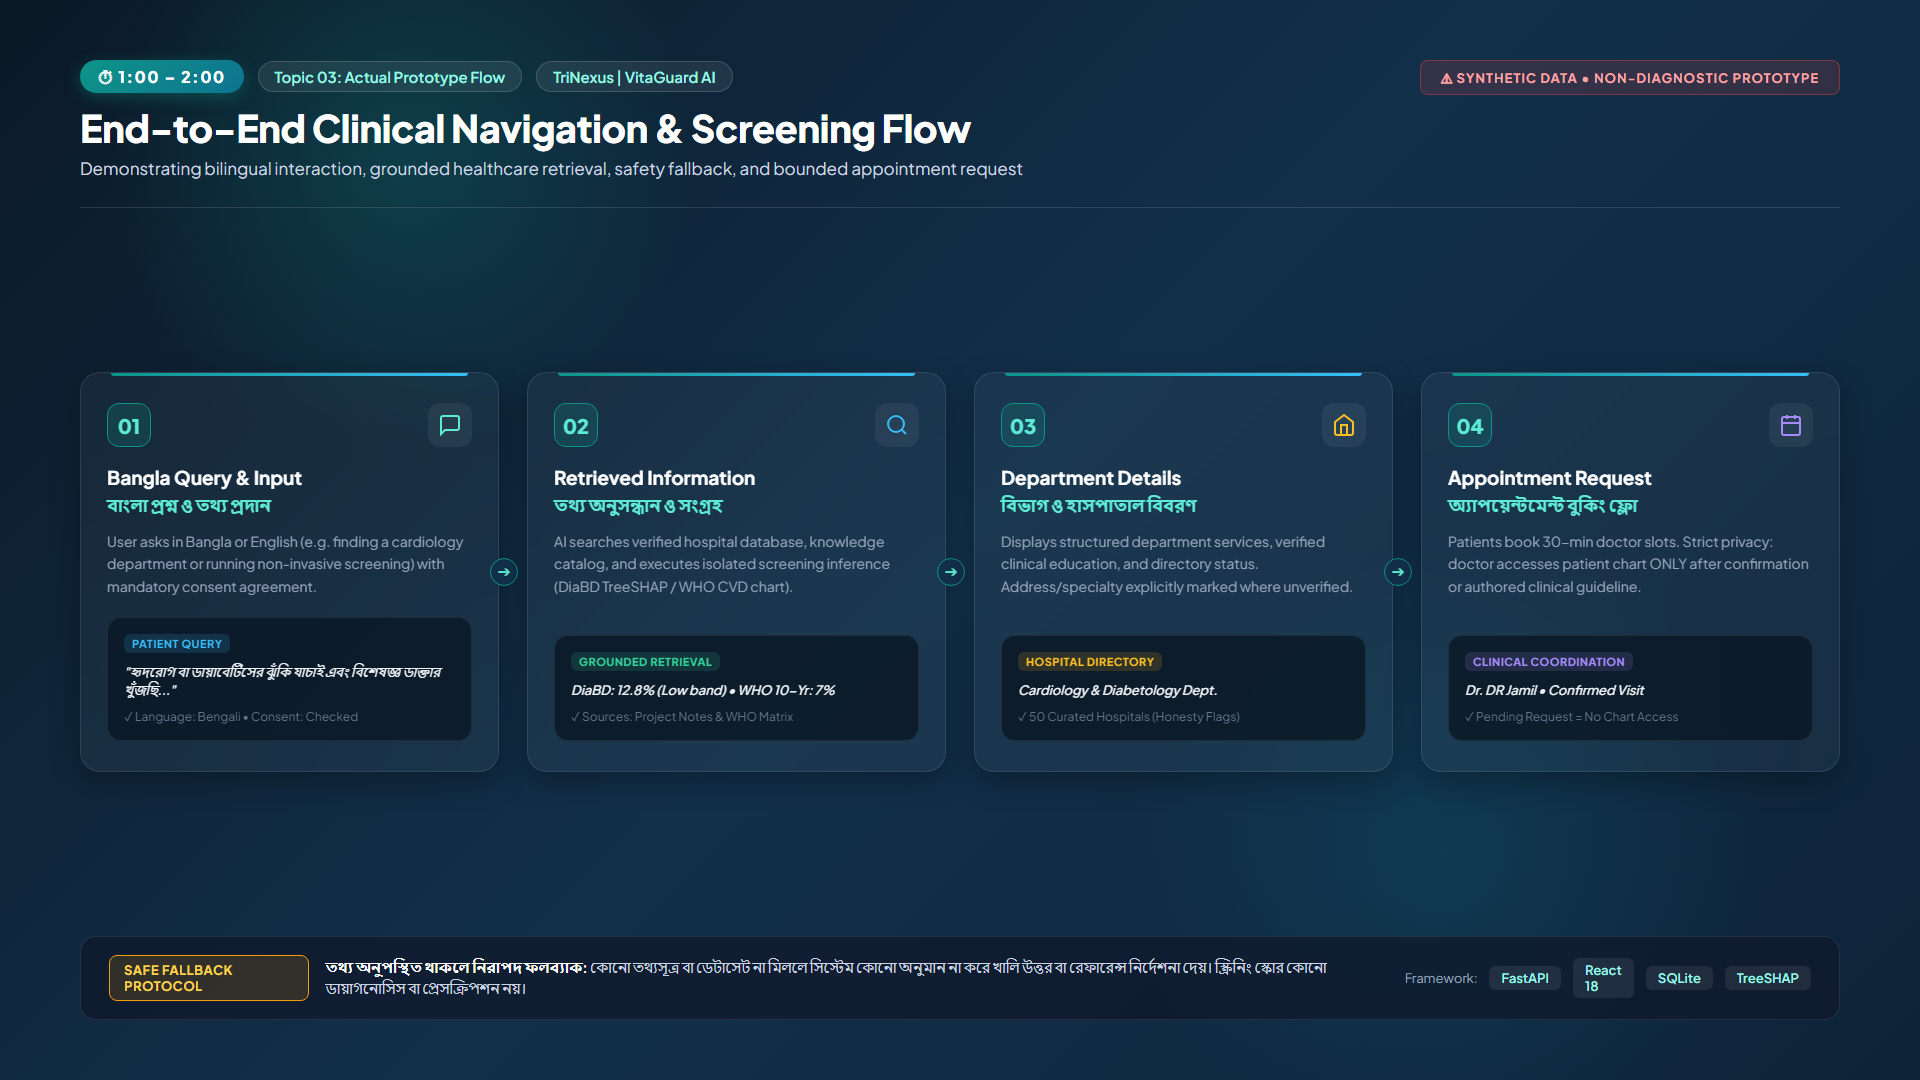 ⏱ 1:00 – 2:00
Topic 03: Actual Prototype Flow
TriNexus | VitaGuard AI
⚠ SYNTHETIC DATA • NON-DIAGNOSTIC PROTOTYPE
End-to-End Clinical Navigation & Screening Flow
Demonstrating bilingual interaction, grounded healthcare retrieval, safety fallback, and bounded appointment request
01
Bangla Query & Input
বাংলা প্রশ্ন ও তথ্য প্রদান
User asks in Bangla or English (e.g. finding a cardiology
department or running non-invasive screening) with
mandatory consent agreement.
PATIENT QUERY
"হৃদরোগ বা ডায়াবেটিসের ঝুঁকি যাচাই এবং বিশেষজ্ঞ ডাক্তার
খুঁজছি..."
✓ Language: Bengali • Consent: Checked
→
02
Retrieved Information
তথ্য অনুসন্ধান ও সংগ্রহ
AI searches verified hospital database, knowledge
catalog, and executes isolated screening inference
(DiaBD TreeSHAP / WHO CVD chart).
GROUNDED RETRIEVAL
DiaBD: 12.8% (Low band) • WHO 10-Yr: 7%
✓ Sources: Project Notes & WHO Matrix
→
03
Department Details
বিভাগ ও হাসপাতাল বিবরণ
Displays structured department services, verified
clinical education, and directory status.
Address/specialty explicitly marked where unverified.
HOSPITAL DIRECTORY
Cardiology & Diabetology Dept.
✓ 50 Curated Hospitals (Honesty Flags)
→
04
Appointment Request
অ্যাপয়েন্টমেন্ট বুকিং ফ্লো
Patients book 30-min doctor slots. Strict privacy:
doctor accesses patient chart ONLY after confirmation
or authored clinical guideline.
CLINICAL COORDINATION
Dr. DR Jamil • Confirmed Visit
✓ Pending Request = No Chart Access
SAFE FALLBACK
PROTOCOL
তথ্য অনুপস্থিত থাকলে নিরাপদ ফলব্যাক: কোনো তথ্যসূত্র বা ডেটাসেট না মিললে সিস্টেম কোনো অনুমান না করে খালি উত্তর বা রেফারেন্স নির্দেশনা দেয়। স্ক্রিনিং স্কোর কোনো
ডায়াগনোসিস বা প্রেসক্রিপশন নয়।
Framework:
FastAPI
React
18
SQLite
TreeSHAP